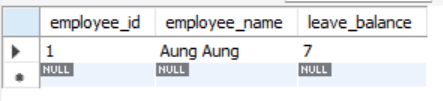 employee_id employee_name leave_balance
1 Aung Aung 7
NULL NULL NULL